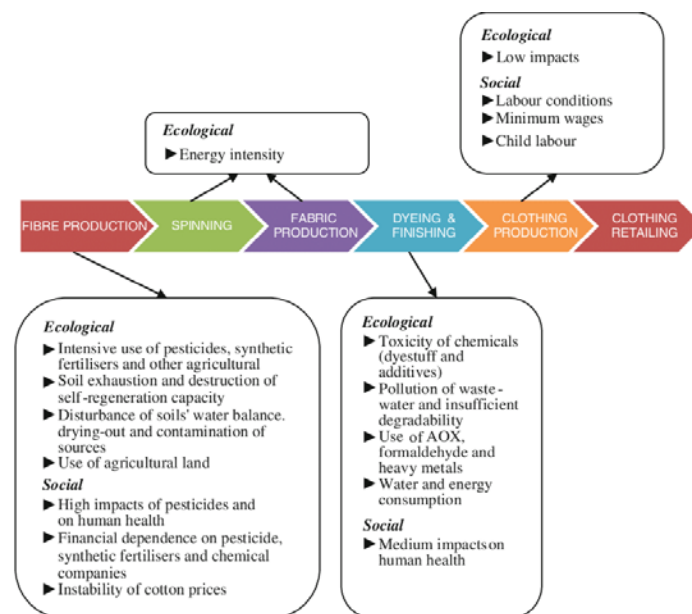 Ecological
► Low impacts
Social
► Labour conditions
► Minimum wages
► Child labour
Ecological
► Energy intensity
FIBRE PRODUCTION
SPINNING
FABRIC
PRODUCTION
DYEING &
FINISHING
CLOTHING
PRODUCTION
CLOTHING
RETAILING
Ecological
► Intensive use of pesticides, synthetic
fertilisers and other agricultural
► Soil exhaustion and destruction of
self-regeneration capacity
► Disturbance of soils' water balance.
drying-out and contamination of
sources
► Use of agricultural land
Social
► High impacts of pesticides and
on human health
► Financial dependence on pesticide,
synthetic fertilisers and chemical
companies
► Instability of cotton prices
Ecological
► Toxicity of chemicals
(dyestuff and
additives)
► Pollution of waste-
water and insufficient
degradability
► Use of AOX,
formaldehyde and
heavy metals
► Water and energy
consumption
Social
► Medium impacts on
human health